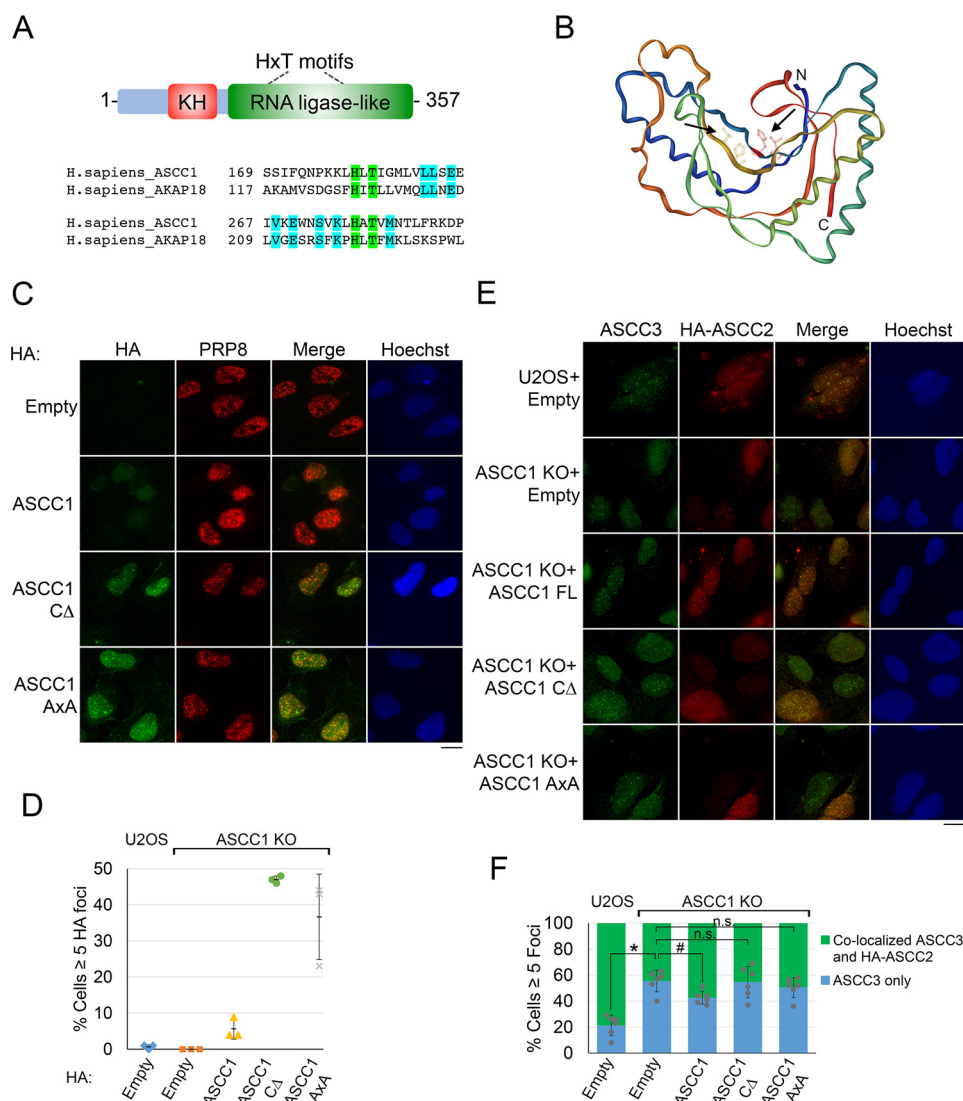 A
HxT motifs
1- KH RNA ligase-like - 357
H.sapiens_ASCC1 169 SSIFQNPKKLHLTIGMLVLLSEE
H.sapiens_AKAP18 117 AKAMVSDGSFHITLLVMQLLNED
H.sapiens_ASCC1 267 IVKEWNSVKLHATVMNTLFRKDP
H.sapiens_AKAP18 209 LVGESRSFKPHLTFMKLSKSPWL
B
N
C
C
HA: HA PRP8 Merge Hoechst
Empty
ASCC1
ASCC1
CΔ
ASCC1
AxA
D
U2OS ASCC1 KO
% Cells ≥ 5 HA foci
50
40
30
20
10
0
HA: Empty Empty ASCC1 ASCC1 CΔ ASCC1 AxA
E
ASCC3 HA-ASCC2 Merge Hoechst
U2OS+
Empty
ASCC1 KO+
Empty
ASCC1 KO+
ASCC1 FL
ASCC1 KO+
ASCC1 CΔ
ASCC1 KO+
ASCC1 AxA
F
U2OS ASCC1 KO
% Cells ≥ 5 Foci
100
80
60
40
20
0
n.s.
n.s.
* #
Co-localized ASCC3
and HA-ASCC2
ASCC3 only
Empty Empty ASCC1 ASCC1 CΔ ASCC1 AxA